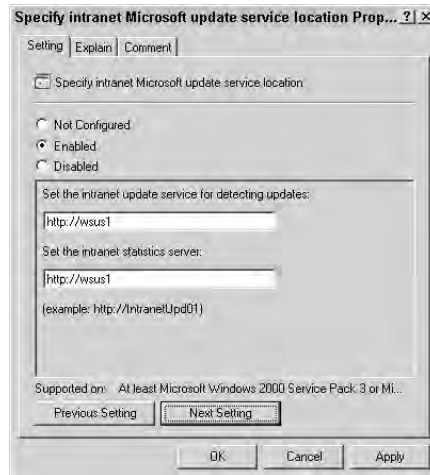 Specify intranet Microsoft update service location Prop... ? X
Setting Explain Comment
Specify intranet Microsoft update service location
Not Configured
Enabled
Disabled
Set the intranet update service for detecting updates:
http://wsus1
Set the intranet statistics server:
http://wsus1
(example: http://IntranetUpd01)
Supported on: At least Microsoft Windows 2000 Service Pack 3 or Mi...
Previous Setting Next Setting
OK Cancel Apply